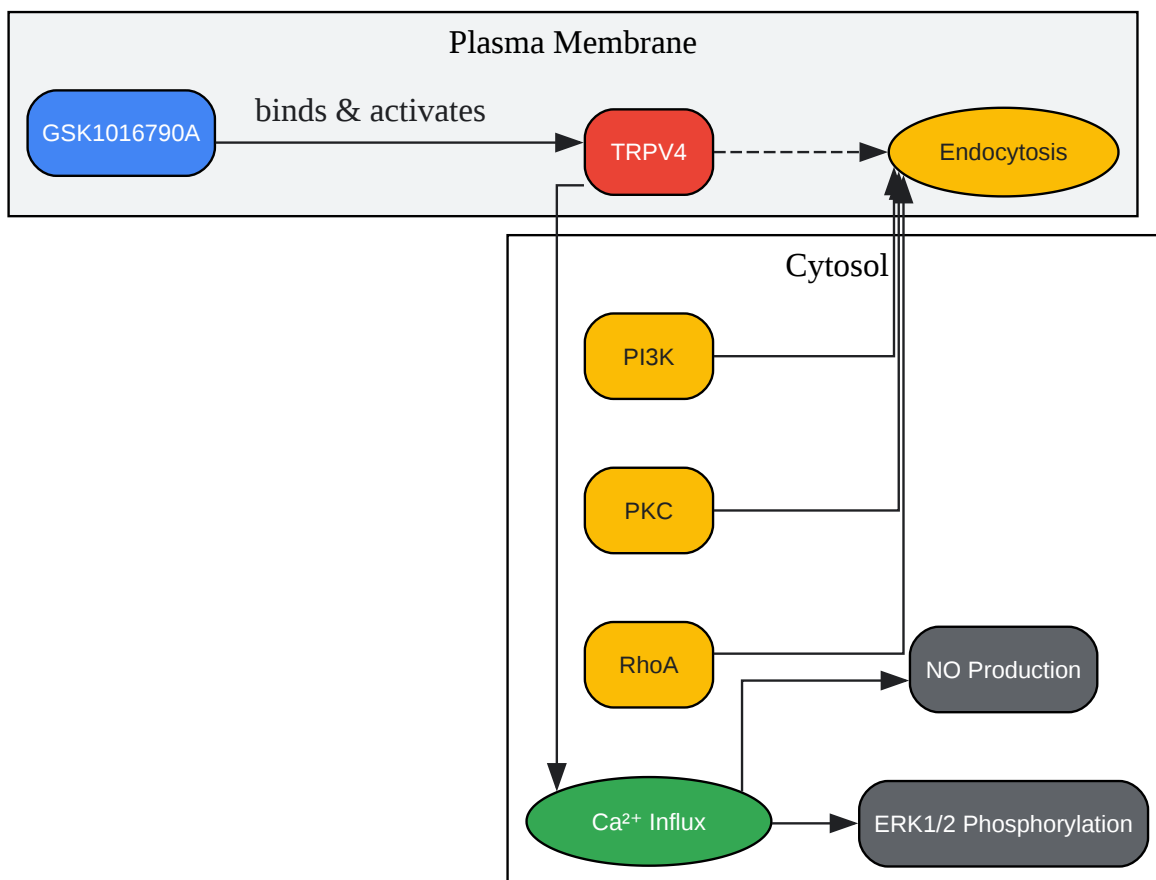 Plasma Membrane
GSK1016790A
binds & activates
TRPV4
Endocytosis
Cytosol
PI3K
PKC
RhoA
NO Production
Ca²⁺ Influx
ERK1/2 Phosphorylation